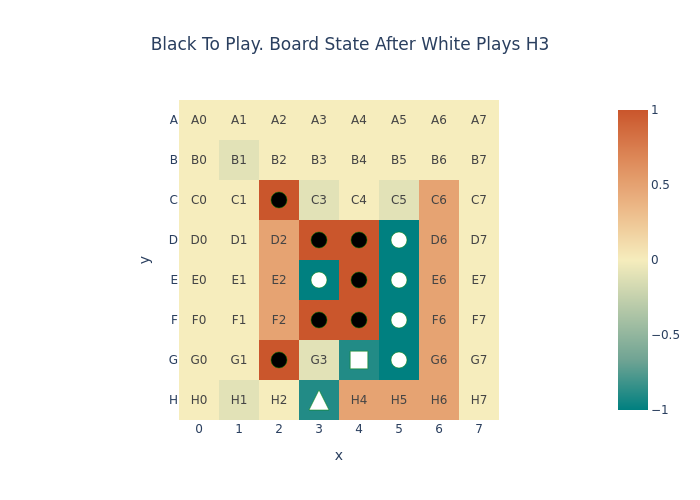 Black To Play. Board State After White Plays H3
A A0 A1 A2 A3 A4 A5 A6 A7
B B0 B1 B2 B3 B4 B5 B6 B7
C C0 C1 C3 C4 C5 C6 C7
D D0 D1 D2 D6 D7
E E0 E1 E2 E6 E7
F F0 F1 F2 F6 F7
G G0 G1 G3 G6 G7
H H0 H1 H2 H4 H5 H6 H7
0 1 2 3 4 5 6 7
x
y
1
0.5
0
−0.5
−1